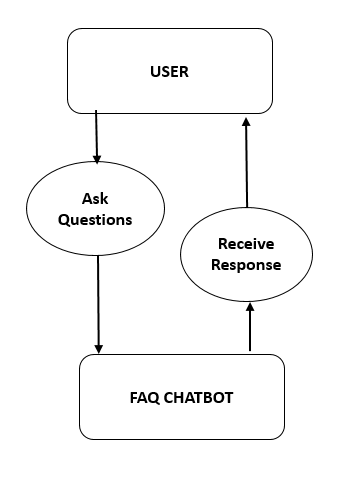 USER
Ask
Questions
Receive
Response
FAQ CHATBOT